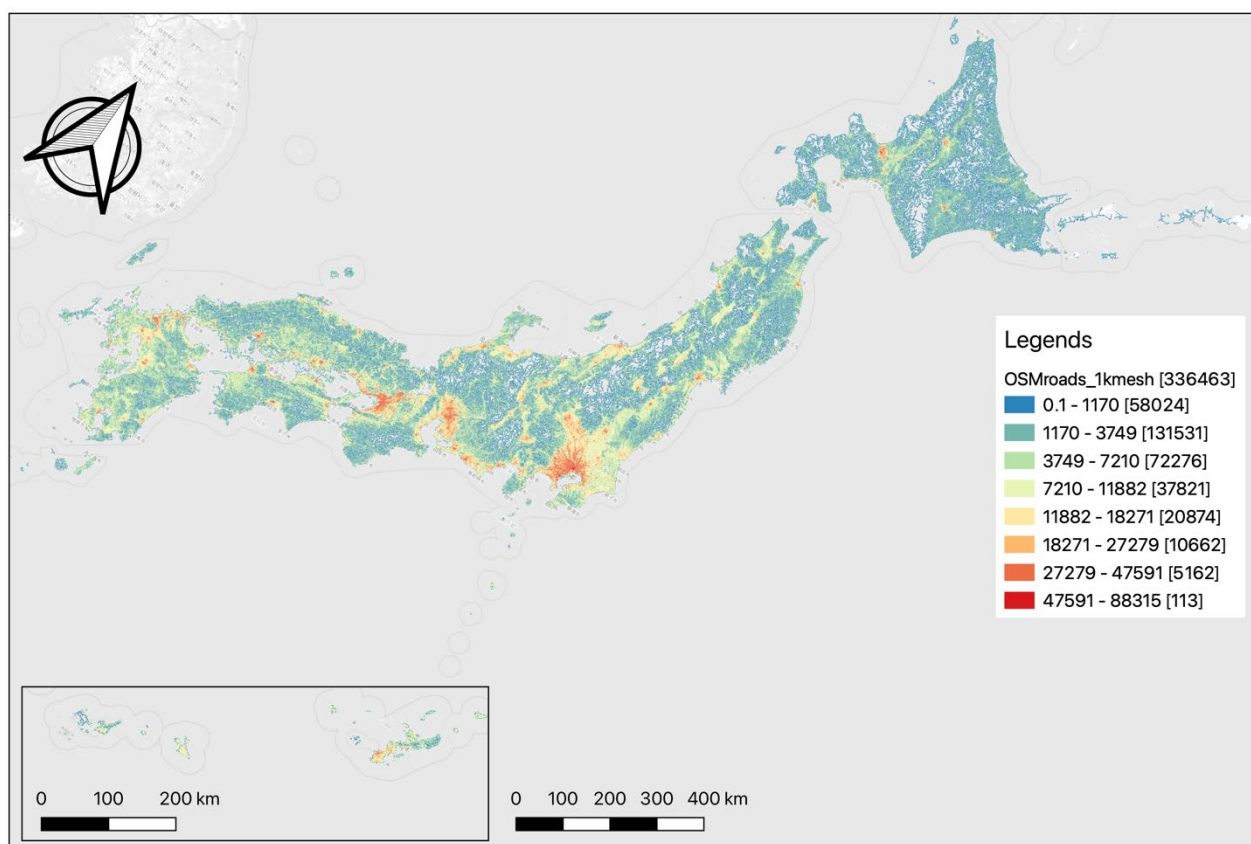 Legends
OSMroads_1kmesh [336463]
0.1 - 1170 [58024]
1170 - 3749 [131531]
3749 - 7210 [72276]
7210 - 11882 [37821]
11882 - 18271 [20874]
18271 - 27279 [10662]
27279 - 47591 [5162]
47591 - 88315 [113]
0 100 200 km
0 100 200 300 400 km